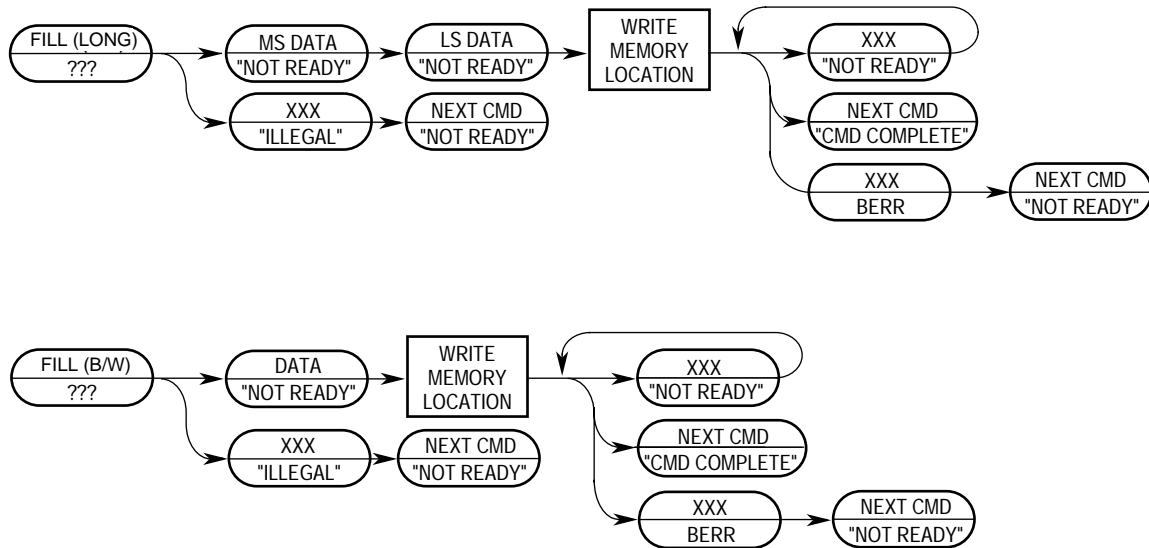 FILL (LONG)
???
MS DATA
"NOT READY"
LS DATA
"NOT READY"
WRITE
MEMORY
LOCATION
XXX
"NOT READY"
XXX
"ILLEGAL"
NEXT CMD
"NOT READY"
NEXT CMD
"CMD COMPLETE"
XXX
BERR
NEXT CMD
"NOT READY"
FILL (B/W)
???
DATA
"NOT READY"
WRITE
MEMORY
LOCATION
XXX
"NOT READY"
XXX
"ILLEGAL"
NEXT CMD
"NOT READY"
NEXT CMD
"CMD COMPLETE"
XXX
BERR
NEXT CMD
"NOT READY"